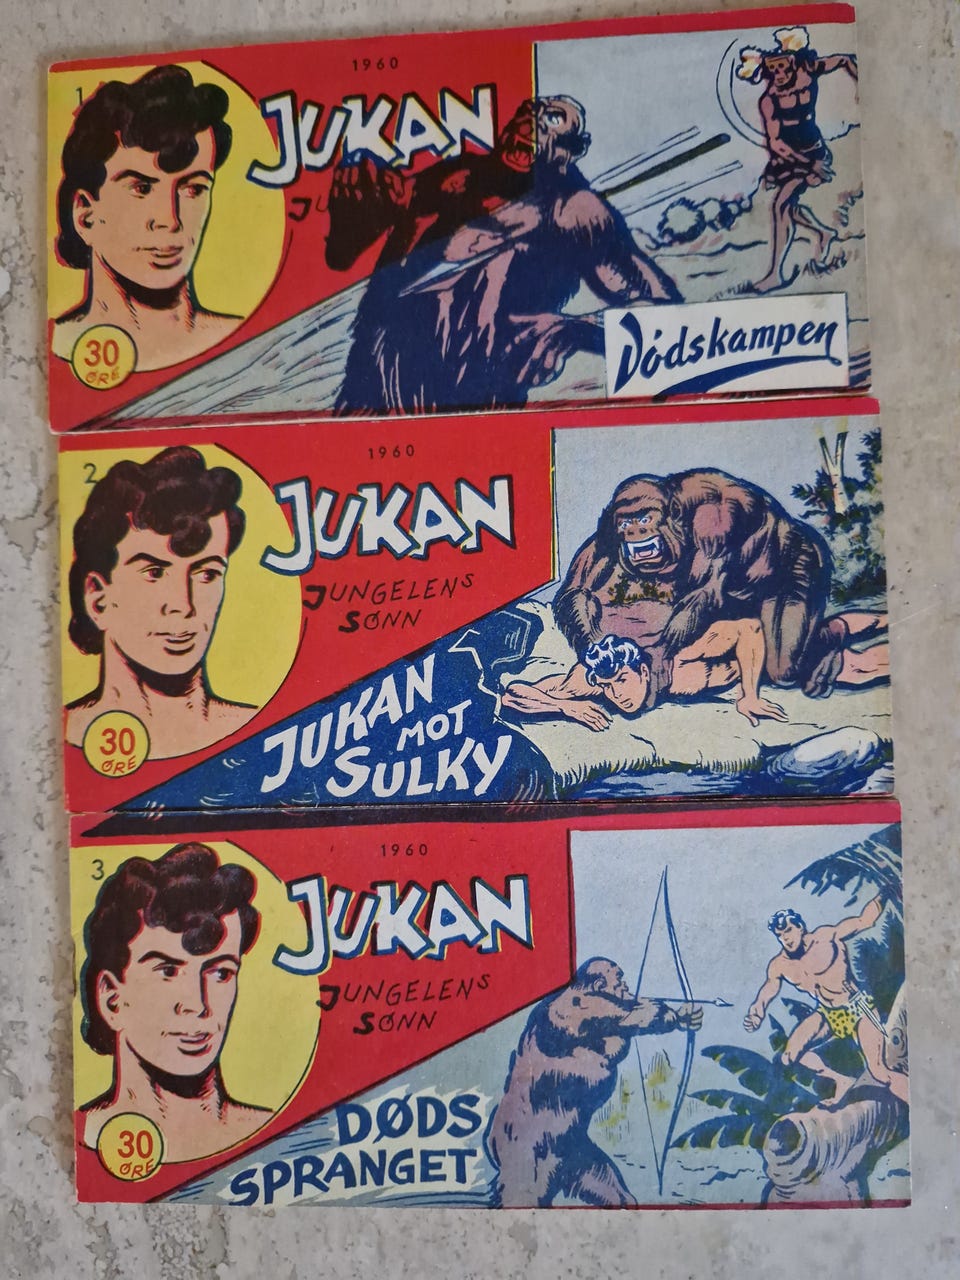 1
1960
JUKAN
JU
30
ØRE
Dødskampen
2
1960
JUKAN
JUNGELENS
SØNN
30
ØRE
JUKAN
MOT
SULKY
3
1960
JUKAN
JUNGELENS
SØNN
30
ØRE
DØDS
SPRANGET